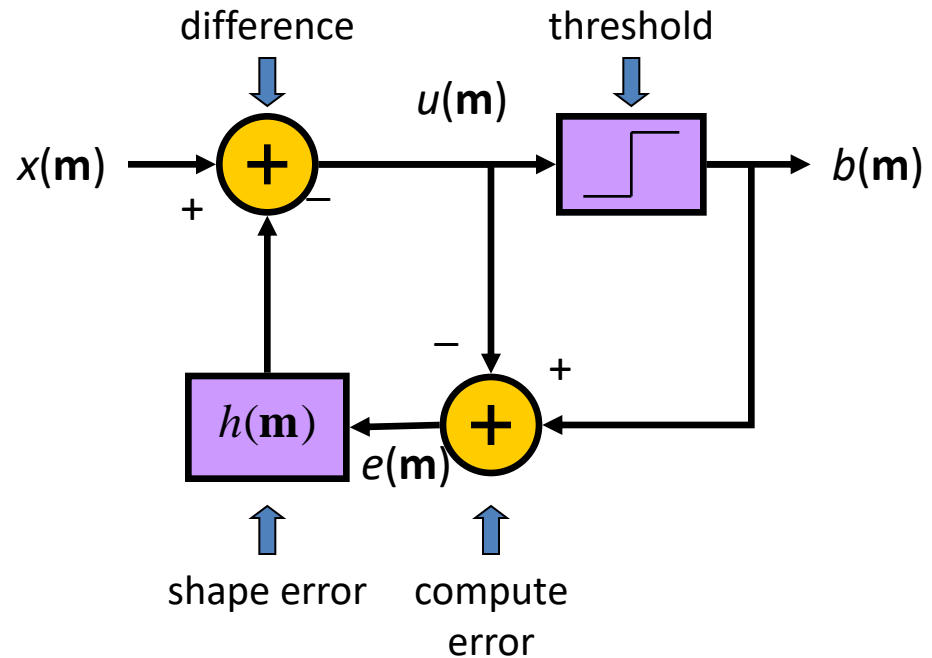 difference
threshold
u(m)
x(m)
+
b(m)
+
–
–
+
h(m)
+
e(m)
shape error
compute
error